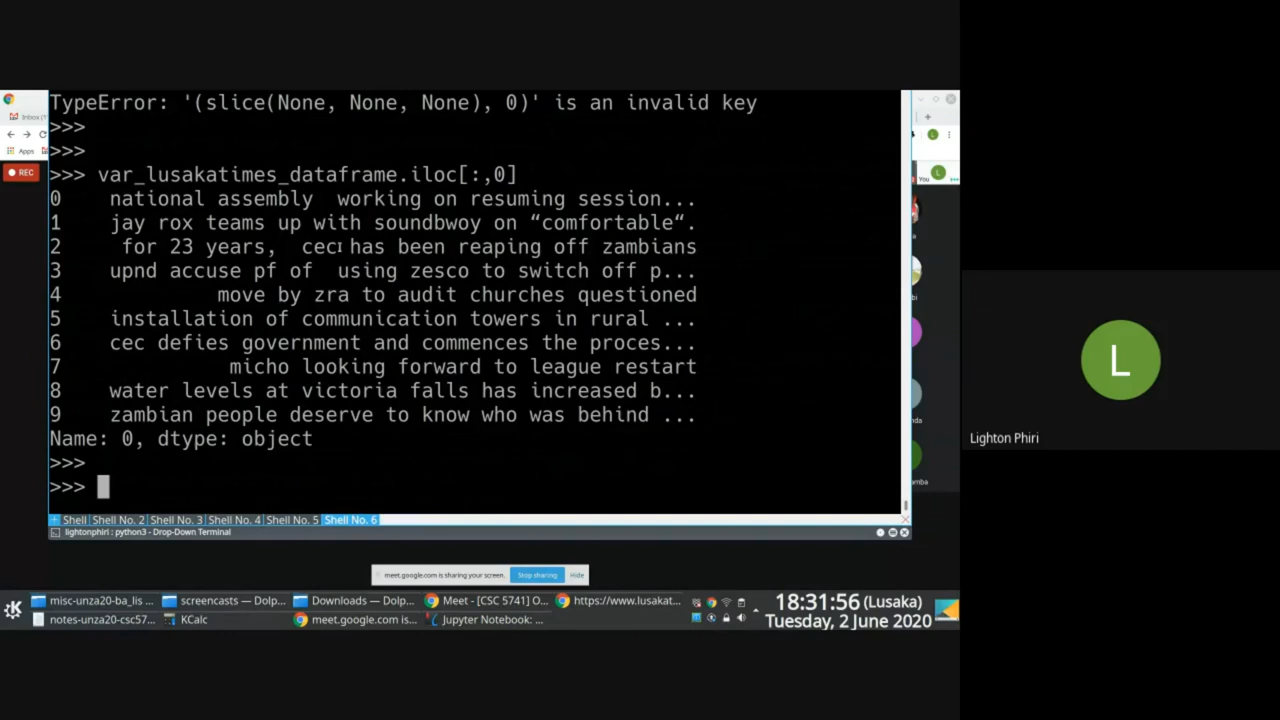 TypeError: '(slice(None, None, None), 0)' is an invalid key
>>>
>>>
>>> var_lusakatimes_dataframe.iloc[:,0]
0    national assembly  working on resuming session...
1    jay rox teams up with soundbwoy on “comfortable“.
2     for 23 years,  cec has been reaping off zambians
3    upnd accuse pf of  using zesco to switch off p...
4             move by zra to audit churches questioned
5    installation of communication towers in rural ...
6    cec defies government and commences the proces...
7              micho looking forward to league restart
8    water levels at victoria falls has increased b...
9    zambian people deserve to know who was behind ...
Name: 0, dtype: object
>>>
>>>
Inbox (1
Apps
REC
You
Lighton Phiri
L
Shell Shell No. 2 Shell No. 3 Shell No. 4 Shell No. 5 Shell No. 6
lightonphiri : python3 - Drop-Down Terminal
meet.google.com is sharing your screen. Stop sharing Hide
misc-unza20-ba_lis ... screencasts — Dolp... Downloads — Dolp... Meet - [CSC 5741] O... https://www.lusakat...
notes-unza20-csc57... KCalc meet.google.com is... Jupyter Notebook: ...
18:31:56 (Lusaka)
Tuesday, 2 June 2020